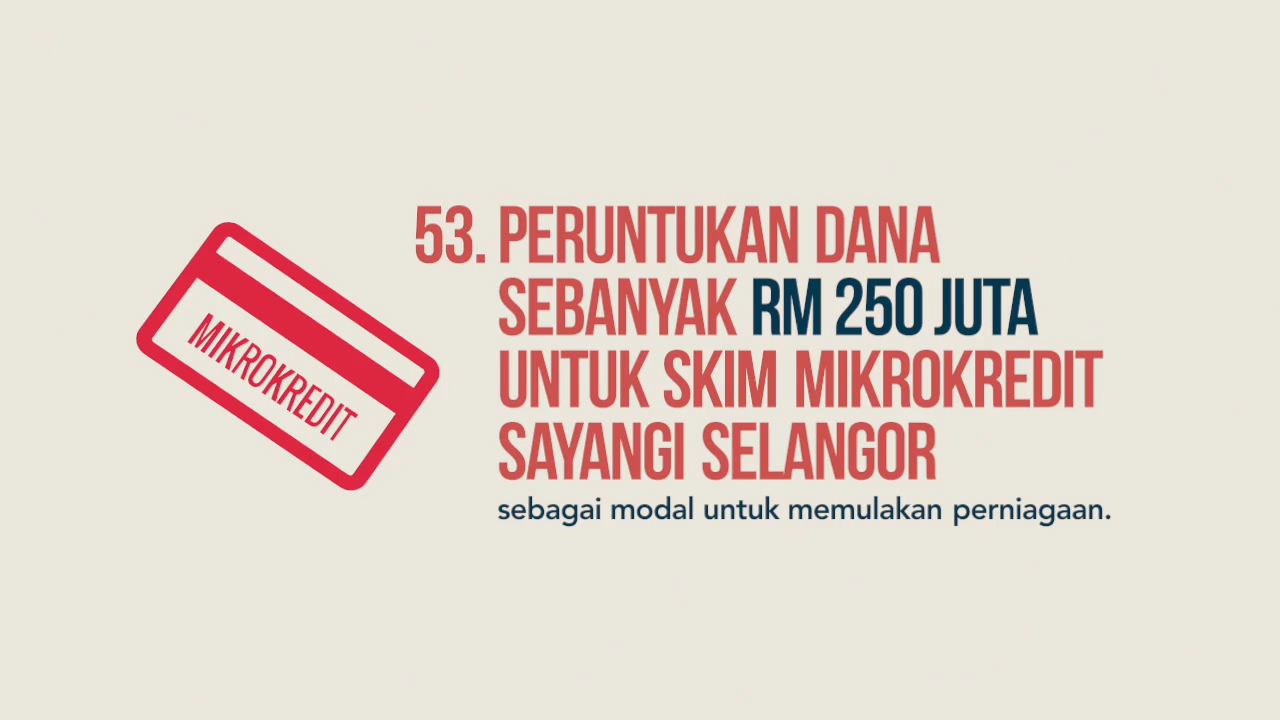 MIKROKREDIT
53. PERUNTUKAN DANA
SEBANYAK RM 250 JUTA
UNTUK SKIM MIKROKREDIT
SAYANGI SELANGOR
sebagai modal untuk memulakan perniagaan.